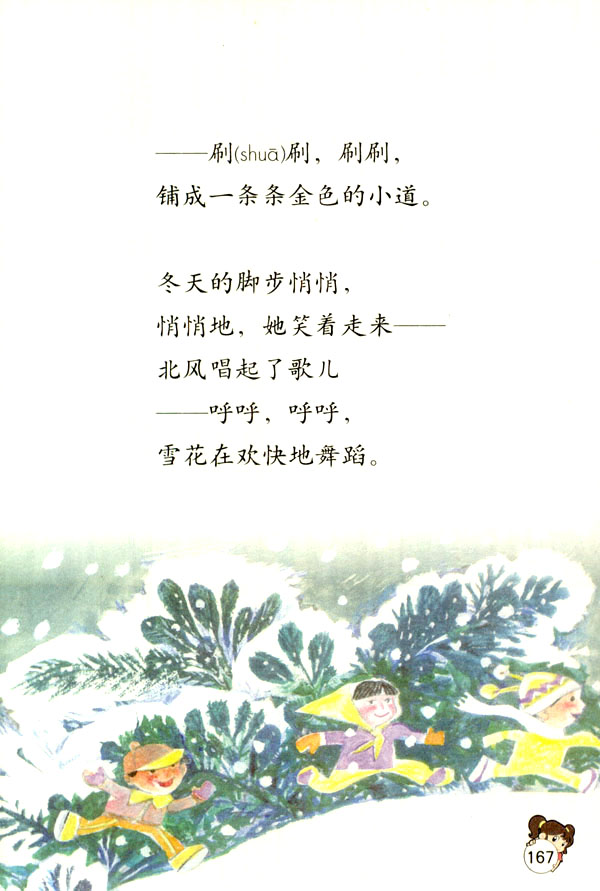 ——刷(shuā)刷，刷刷，
铺成一条条金色的小道。
冬天的脚步悄悄，
悄悄地，她笑着走来——
北风唱起了歌儿
——呼呼，呼呼，
雪花在欢快地舞蹈。
167